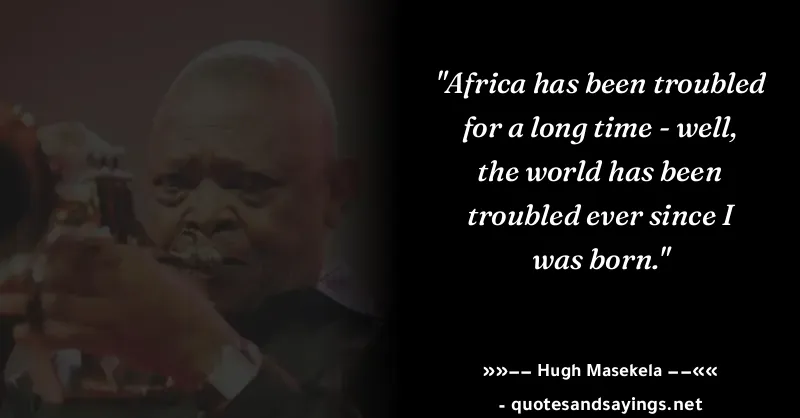 "Africa has been troubled
for a long time - well,
the world has been
troubled ever since I
was born."
»»−− Hugh Masekela −−««
- quotesandsayings.net